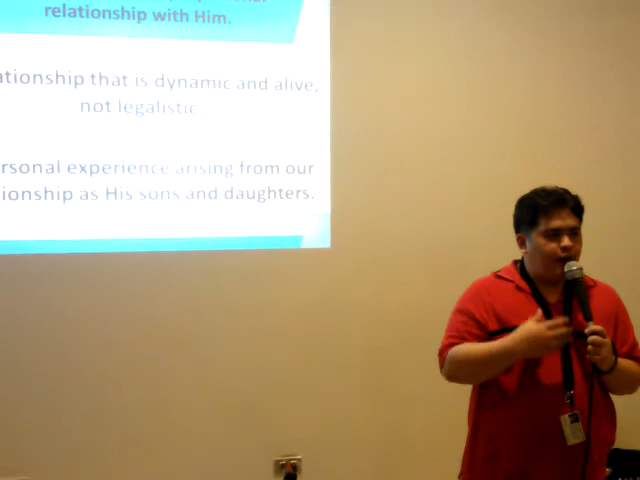 relationship with Him.
ationship that is dynamic and alive,
not legalistic.
rsonal experience arising from our
ionship as His sons and daughters.